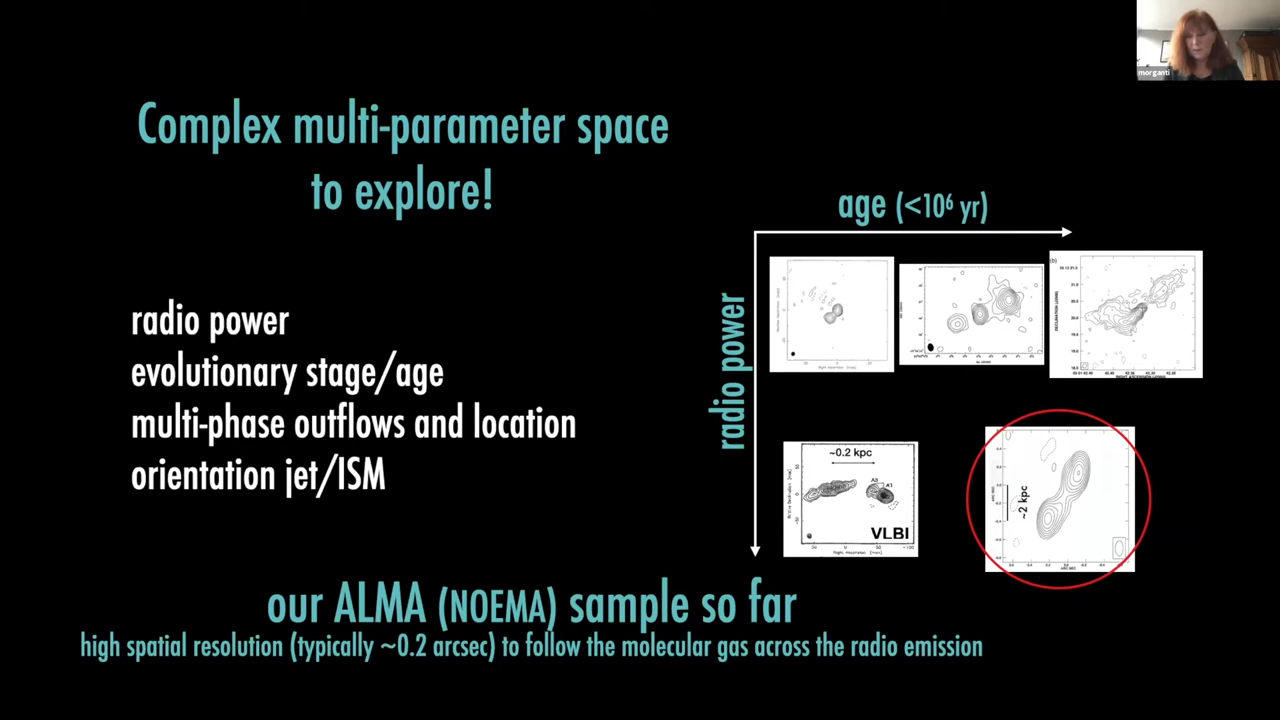 morganti
Complex multi-parameter space
to explore!
age (<10⁶ yr)
radio power
radio power
evolutionary stage/age
multi-phase outflows and location
orientation jet/ISM
(b)
~0.2 kpc
VLBI
~2 kpc
our ALMA (NOEMA) sample so far
high spatial resolution (typically ~0.2 arcsec) to follow the molecular gas across the radio emission